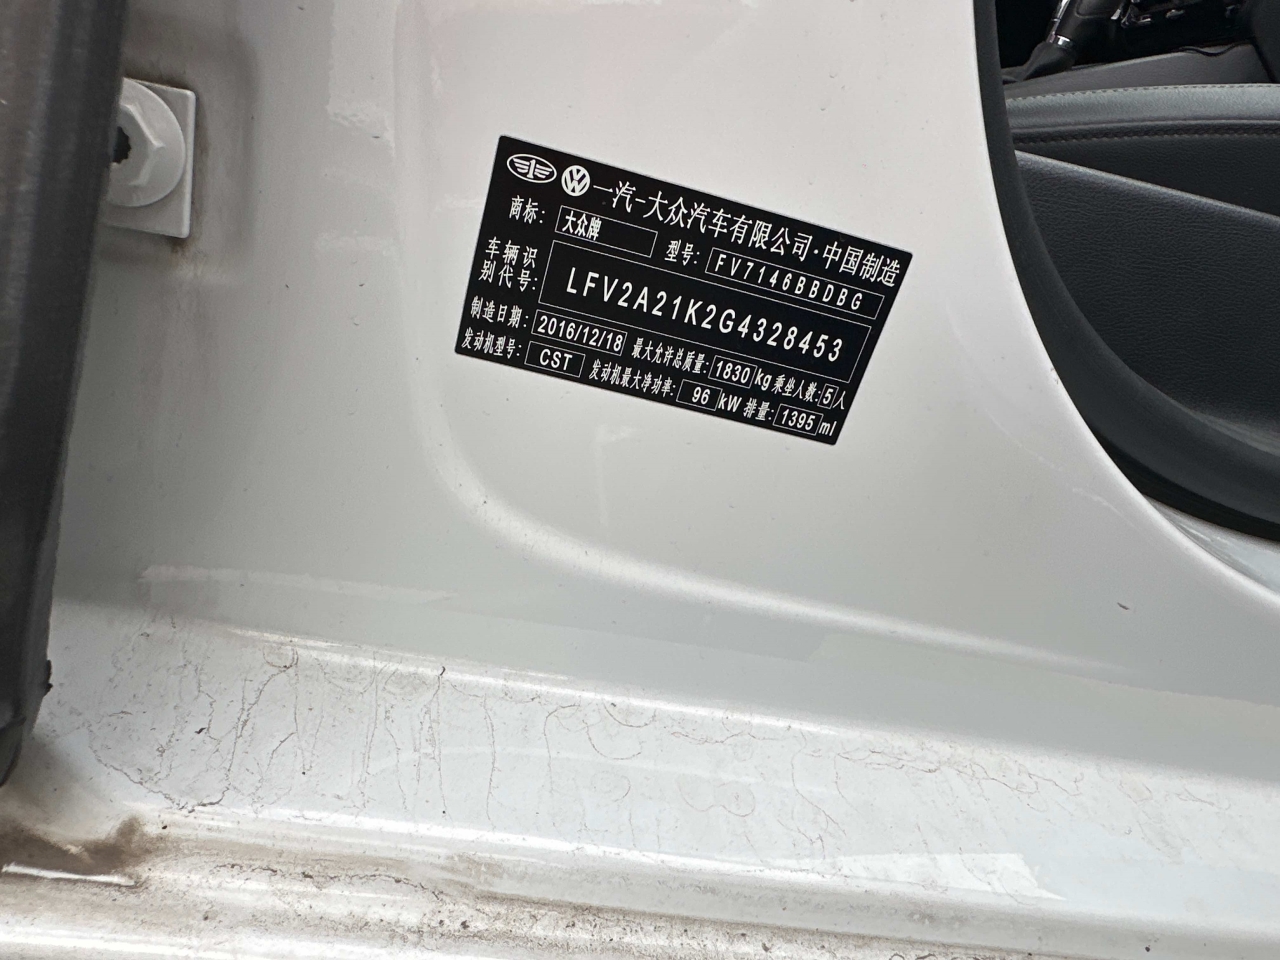 一汽-大众汽车有限公司·中国制造
商标: 大众牌 型号: FV7146BBDBG
车辆识别代号: LFV2A21K2G4328453
制造日期: 2016/12/18 最大允许总质量: 1830 kg 乘坐人数: 5 人
发动机型号: CST 发动机最大净功率: 96 kW 排量: 1395 ml